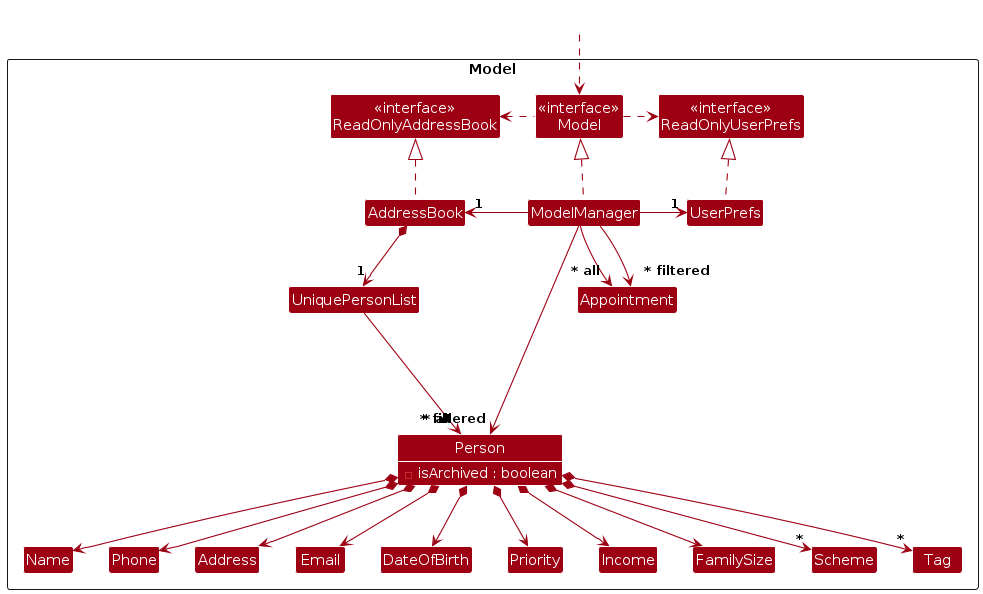 Model
«interface»
ReadOnlyAddressBook
«interface»
Model
«interface»
ReadOnlyUserPrefs
AddressBook
1
ModelManager
1
UserPrefs
1
* all
* filtered
UniquePersonList
Appointment
* filtered
Person
isArchived : boolean
*
*
Name
Phone
Address
Email
DateOfBirth
Priority
Income
FamilySize
Scheme
Tag